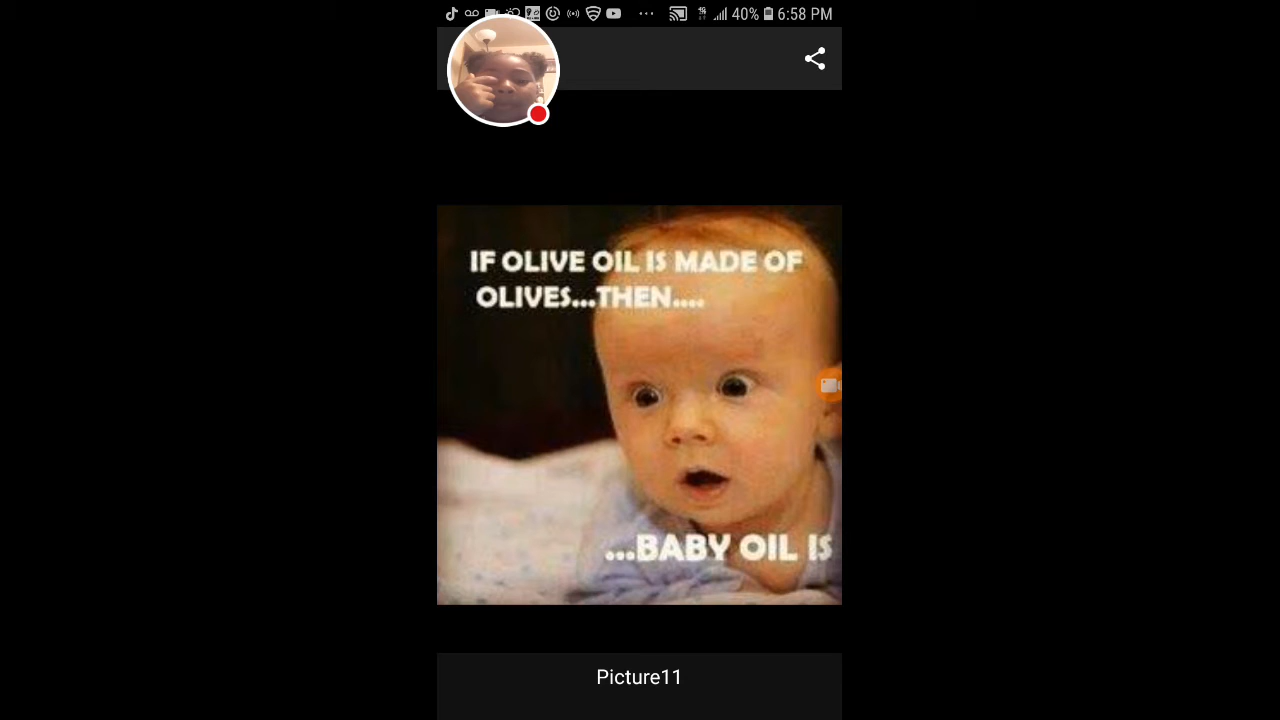 40% 6:58 PM
IF OLIVE OIL IS MADE OF
OLIVES...THEN....
...BABY OIL IS
Picture11